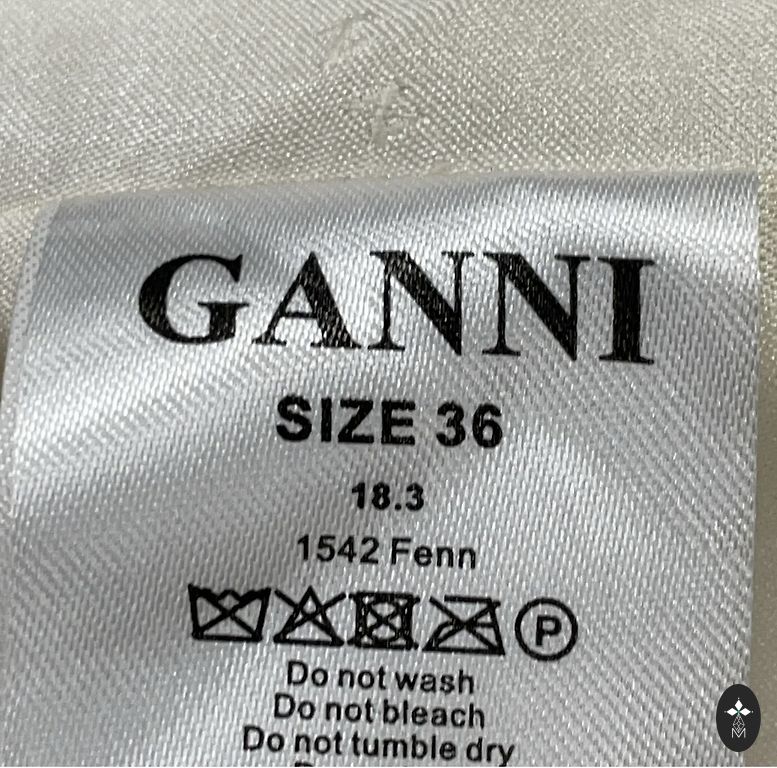 GANNI
SIZE 36
18.3
1542 Fenn
P
Do not wash
Do not bleach
Do not tumble dry